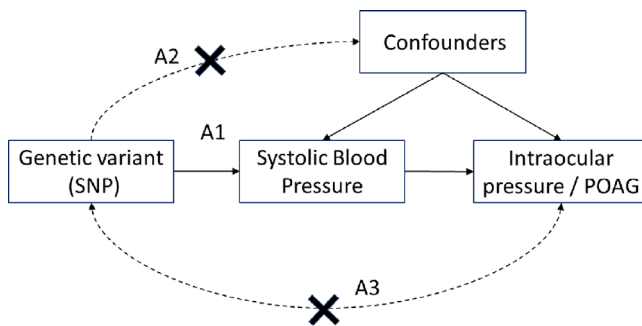 A2
Confounders
A1
Genetic variant
(SNP)
Systolic Blood
Pressure
Intraocular
pressure / POAG
A3